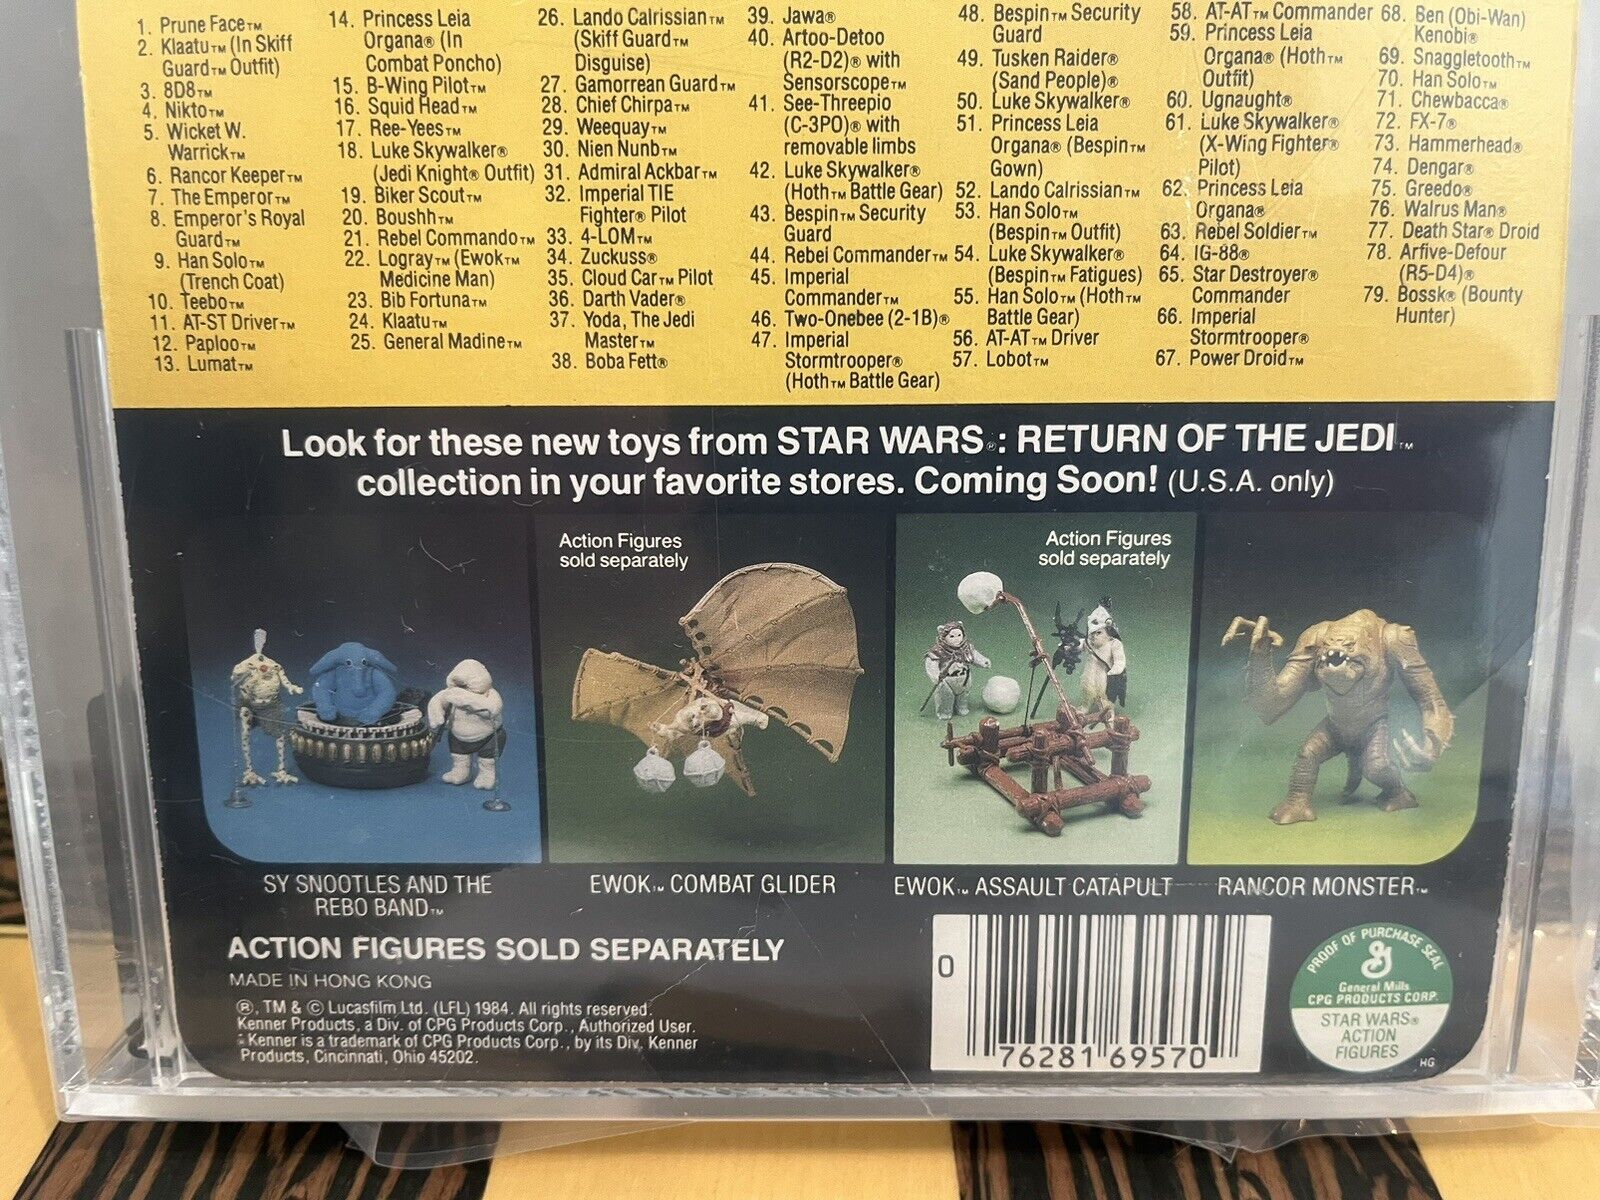 1. Prune Face™
2. Klaatu™ (In Skiff
Guard™ Outfit)
3. 8D8™
4. Nikto™
5. Wicket W.
Warrick™
6. Rancor Keeper™
7. The Emperor™
8. Emperor's Royal
Guard™
9. Han Solo™
(Trench Coat)
10. Teebo™
11. AT-ST Driver™
12. Paploo™
13. Lumat™
14. Princess Leia
Organa® (In
Combat Poncho)
15. B-Wing Pilot™
16. Squid Head™
17. Ree-Yees™
18. Luke Skywalker®
(Jedi Knight® Outfit)
19. Biker Scout™
20. Boushh™
21. Rebel Commando™
22. Logray™ (Ewok™
Medicine Man)
23. Bib Fortuna™
24. Klaatu™
25. General Madine™
26. Lando Calrissian™
(Skiff Guard™
Disguise)
27. Gamorrean Guard™
28. Chief Chirpa™
29. Weequay™
30. Nien Nunb™
31. Admiral Ackbar™
32. Imperial TIE
Fighter® Pilot
33. 4-LOM™
34. Zuckuss®
35. Cloud Car™ Pilot
36. Darth Vader®
37. Yoda, The Jedi
Master™
38. Boba Fett®
39. Jawa®
40. Artoo-Detoo
(R2-D2)® with
Sensorscope™
41. See-Threepio
(C-3PO)® with
removable limbs
42. Luke Skywalker®
(Hoth™ Battle Gear)
43. Bespin™ Security
Guard
44. Rebel Commander™
45. Imperial
Commander™
46. Two-Onebee (2-1B)®
47. Imperial
Stormtrooper®
(Hoth™ Battle Gear)
48. Bespin™ Security
Guard
49. Tusken Raider®
(Sand People)®
50. Luke Skywalker®
51. Princess Leia
Organa® (Bespin™
Gown)
52. Lando Calrissian™
53. Han Solo™
(Bespin™ Outfit)
54. Luke Skywalker®
(Bespin™ Fatigues)
55. Han Solo™ (Hoth™
Battle Gear)
56. AT-AT™ Driver
57. Lobot™
58. AT-AT™ Commander
59. Princess Leia
Organa® (Hoth™
Outfit)
60. Ugnaught®
61. Luke Skywalker®
(X-Wing Fighter®
Pilot)
62. Princess Leia
Organa®
63. Rebel Soldier™
64. IG-88®
65. Star Destroyer®
Commander
66. Imperial
Stormtrooper®
67. Power Droid™
68. Ben (Obi-Wan)
Kenobi®
69. Snaggletooth™
70. Han Solo™
71. Chewbacca®
72. FX-7®
73. Hammerhead®
74. Dengar®
75. Greedo®
76. Walrus Man®
77. Death Star® Droid
78. Arfive-Defour
(R5-D4)®
79. Bossk® (Bounty
Hunter)
Look for these new toys from STAR WARS®: RETURN OF THE JEDI™
collection in your favorite stores. Coming Soon! (U.S.A. only)
Action Figures
sold separately
Action Figures
sold separately
SY SNOOTLES AND THE
REBO BAND™
EWOK™ COMBAT GLIDER
EWOK™ ASSAULT CATAPULT
RANCOR MONSTER™
ACTION FIGURES SOLD SEPARATELY
MADE IN HONG KONG
®, TM & © Lucasfilm Ltd. (LFL) 1984. All rights reserved.
Kenner Products, a Div. of CPG Products Corp., Authorized User.
Kenner is a trademark of CPG Products Corp., by its Div. Kenner
Products, Cincinnati, Ohio 45202.
0 76281 69570
PROOF OF PURCHASE SEAL
G
General Mills
CPG PRODUCTS CORP.
STAR WARS®
ACTION
FIGURES
HG